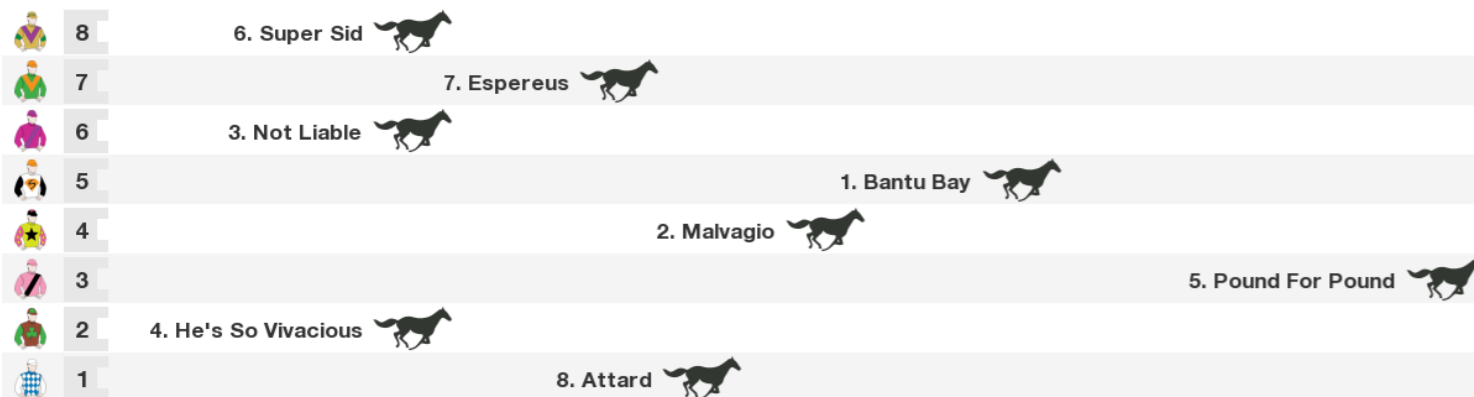 8 6. Super Sid
7 7. Espereus
6 3. Not Liable
5 1. Bantu Bay
4 2. Malvagio
3 5. Pound For Pound
2 4. He's So Vivacious
1 8. Attard